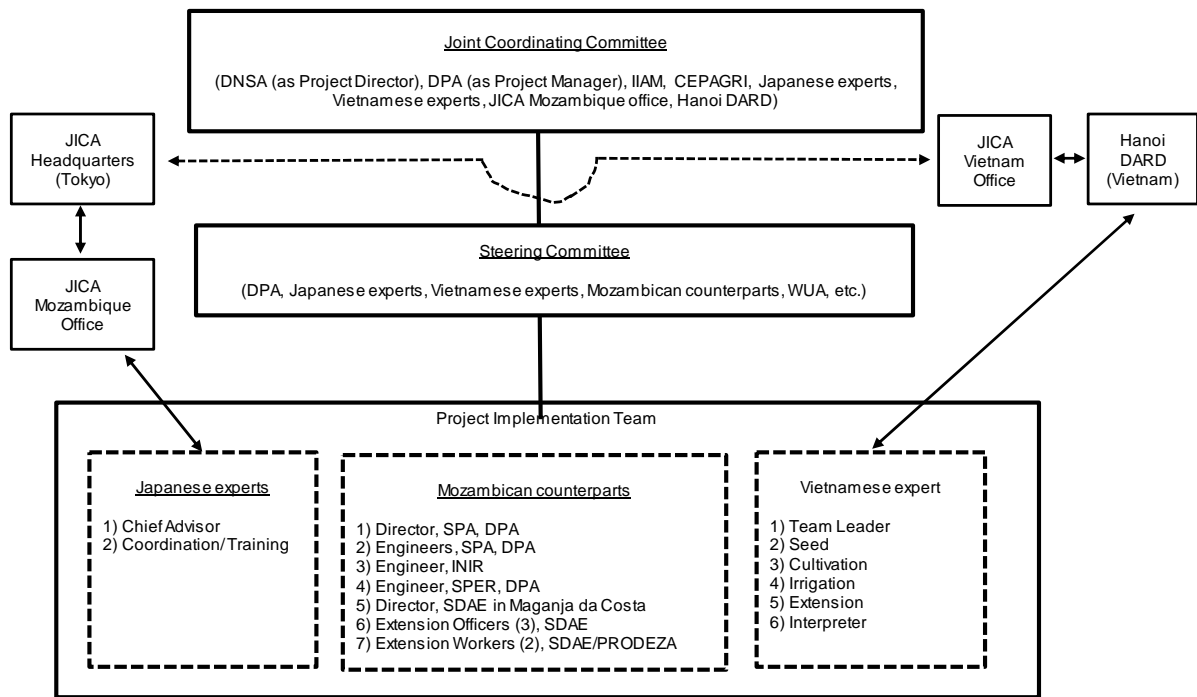 Joint Coordinating Committee
(DNSA (as Project Director), DPA (as Project Manager), IIAM, CEPAGRI, Japanese experts,
Vietnamese experts, JICA Mozambique office, Hanoi DARD)
JICA
Headquarters
(Tokyo)
JICA
Vietnam
Office
Hanoi
DARD
(Vietnam)
Steering Committee
(DPA, Japanese experts, Vietnamese experts, Mozambican counterparts, WUA, etc.)
JICA
Mozambique
Office
Project Implementation Team
Japanese experts
1) Chief Advisor
2) Coordination/ Training
Mozambican counterparts
1) Director, SPA, DPA
2) Engineers, SPA, DPA
3) Engineer, INIR
4) Engineer, SPER, DPA
5) Director, SDAE in Maganja da Costa
6) Extension Officers (3), SDAE
7) Extension Workers (2), SDAE/PRODEZA
Vietnamese expert
1) Team Leader
2) Seed
3) Cultivation
4) Irrigation
5) Extension
6) Interpreter